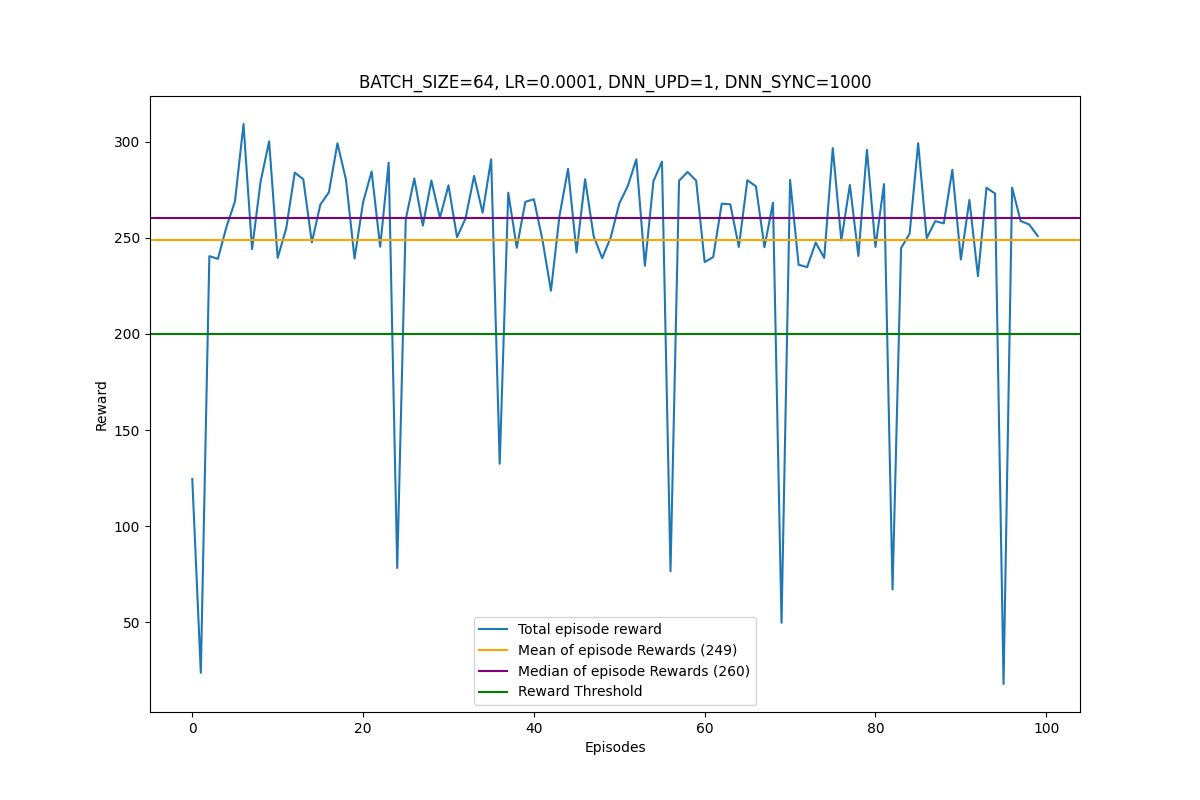 BATCH_SIZE=64, LR=0.0001, DNN_UPD=1, DNN_SYNC=1000
300
250
200
150
100
50
Reward
Total episode reward
Mean of episode Rewards (249)
Median of episode Rewards (260)
Reward Threshold
0 20 40 60 80 100
Episodes